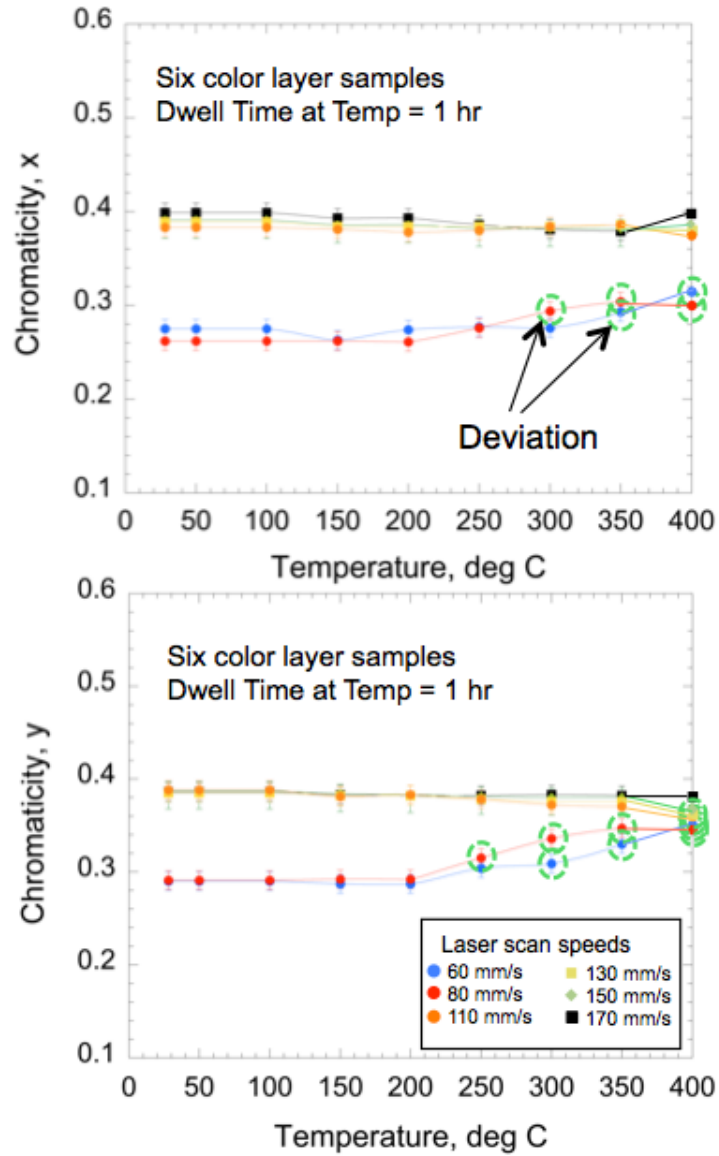 0.6
Six color layer samples
Dwell Time at Temp = 1 hr
0.5
0.4
0.3
0.2
0.1
Chromaticity, x
Deviation
0 50 100 150 200 250 300 350 400
Temperature, deg C
0.6
Six color layer samples
Dwell Time at Temp = 1 hr
0.5
0.4
0.3
0.2
0.1
Chromaticity, y
Laser scan speeds
60 mm/s 130 mm/s
80 mm/s 150 mm/s
110 mm/s 170 mm/s
0 50 100 150 200 250 300 350 400
Temperature, deg C